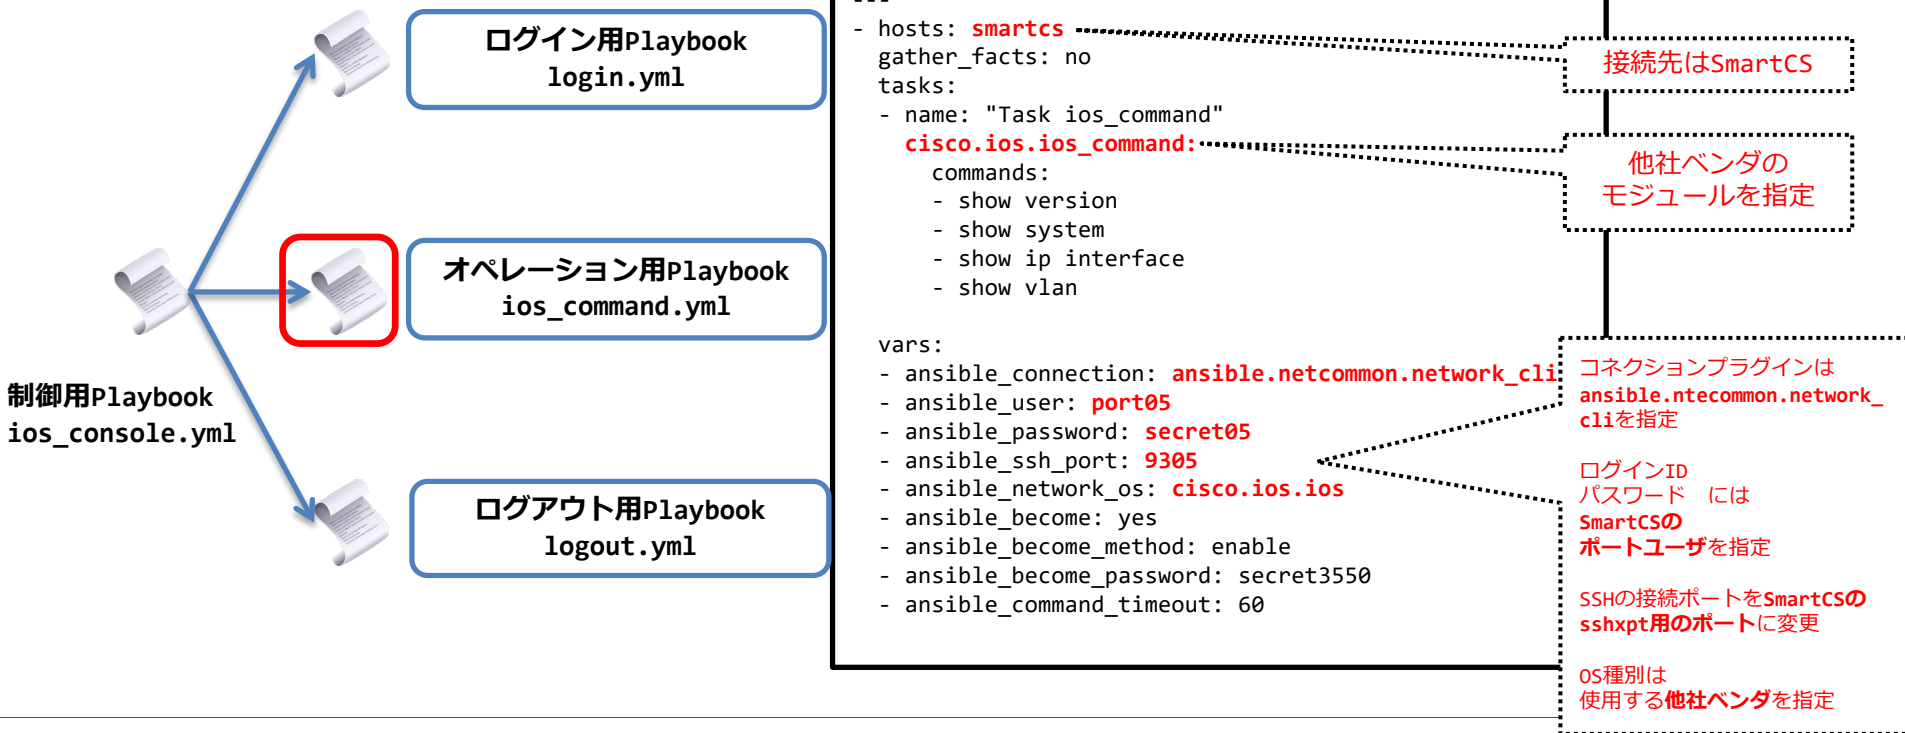 ログイン用Playbook
login.yml
オペレーション用Playbook
ios_command.yml
制御用Playbook
ios_console.yml
ログアウト用Playbook
logout.yml
---
- hosts: smartcs
gather_facts: no
tasks:
- name: "Task ios_command"
cisco.ios.ios_command:
commands:
- show version
- show system
- show ip interface
- show vlan
vars:
- ansible_connection: ansible.netcommon.network_cli
- ansible_user: port05
- ansible_password: secret05
- ansible_ssh_port: 9305
- ansible_network_os: cisco.ios.ios
- ansible_become: yes
- ansible_become_method: enable
- ansible_become_password: secret3550
- ansible_command_timeout: 60
接続先はSmartCS
他社ベンダの
モジュールを指定
コネクションプラグインは
ansible.ntecommon.network_
cliを指定
ログインID
パスワード　には
SmartCSの
ポートユーザを指定
SSHの接続ポートをSmartCSの
sshxpt用のポートに変更
OS種別は
使用する他社ベンダを指定